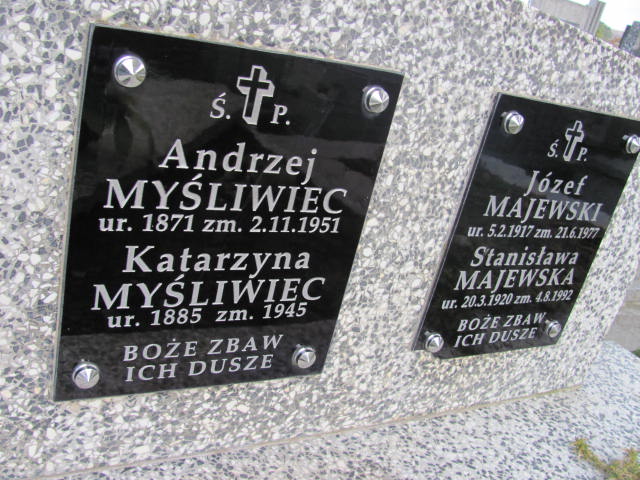 Ś. P.
Andrzej
MYŚLIWIEC
ur. 1871 zm. 2.11.1951
Katarzyna
MYŚLIWIEC
ur. 1885 zm. 1945
BOŻE ZBAW
ICH DUSZE
Ś. P.
Józef
MAJEWSKI
ur. 5.2.1917 zm. 21.6.1977
Stanisława
MAJEWSKA
ur. 20.3.1920 zm. 4.8.1992
BOŻE ZBAW
ICH DUSZE